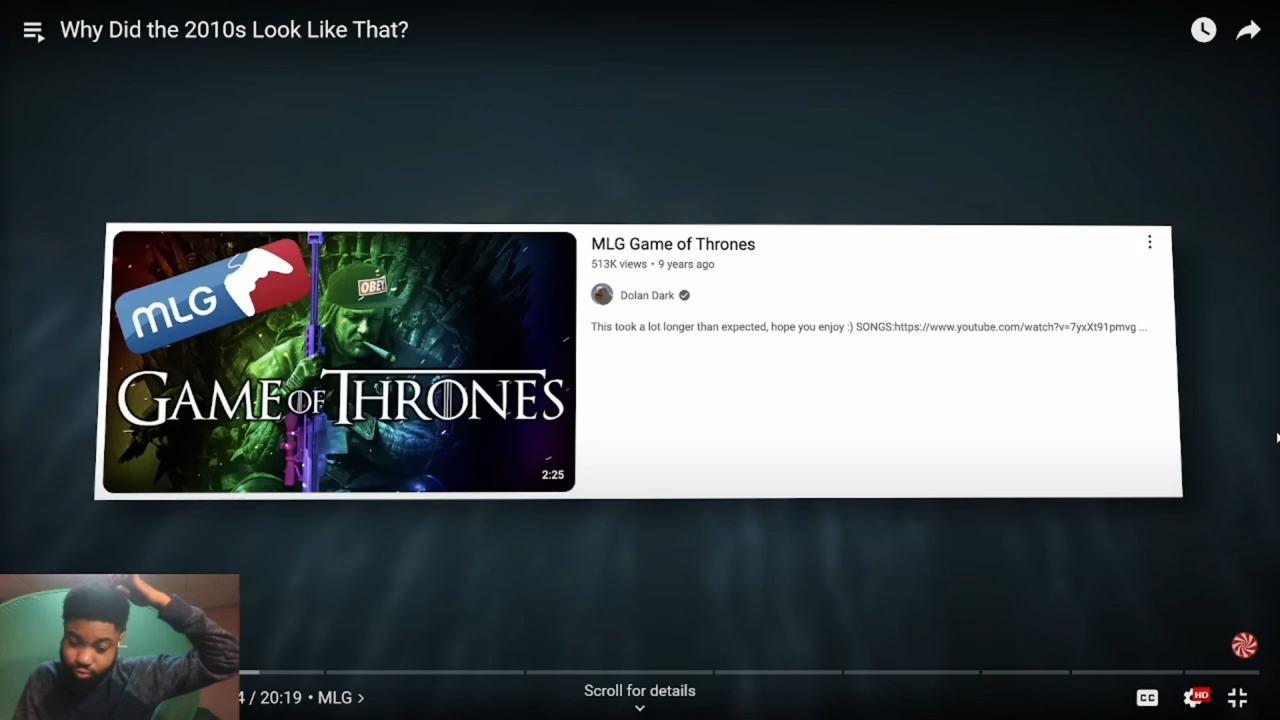 Why Did the 2010s Look Like That?
MLG
OBEY
GAME OF THRONES
2:25
MLG Game of Thrones
513K views • 9 years ago
Dolan Dark
This took a lot longer than expected, hope you enjoy :) SONGS:https://www.youtube.com/watch?v=7yxXt91pmvg ...
4 / 20:19 • MLG >
Scroll for details
CC
HD